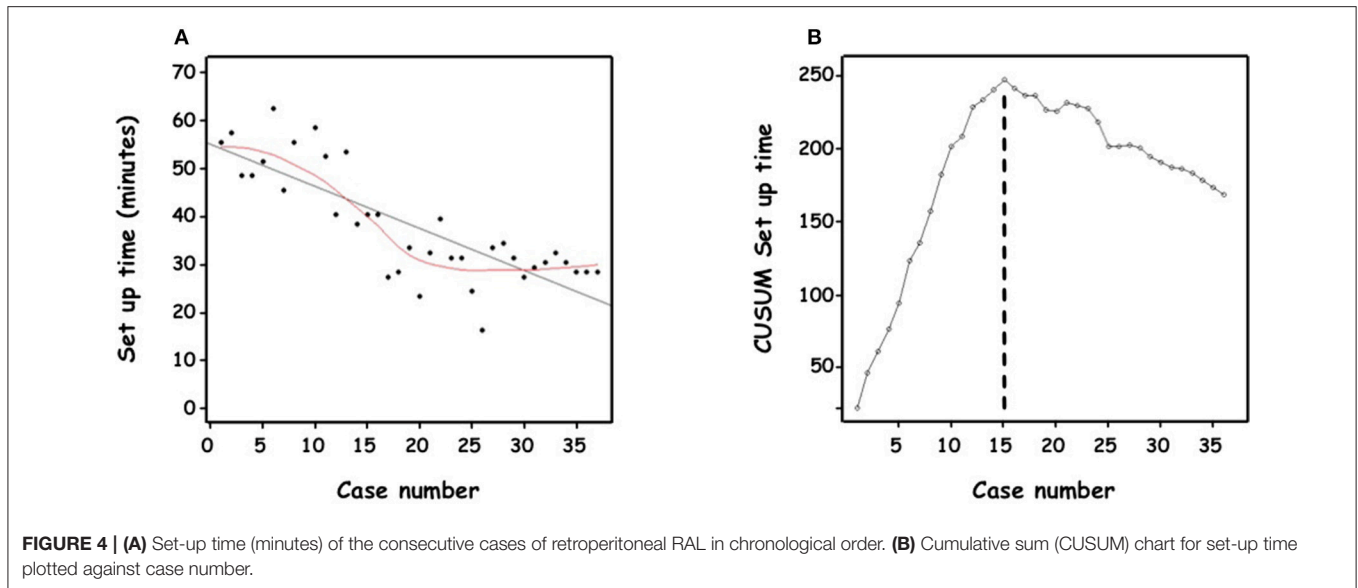 A
70
60
50
40
30
20
10
0
Set up time (minutes)
0 5 10 15 20 25 30 35
Case number
B
250
200
150
100
50
CUSUM Set up time
5 10 15 20 25 30 35
Case number
FIGURE 4 | (A) Set-up time (minutes) of the consecutive cases of retroperitoneal RAL in chronological order. (B) Cumulative sum (CUSUM) chart for set-up time
plotted against case number.